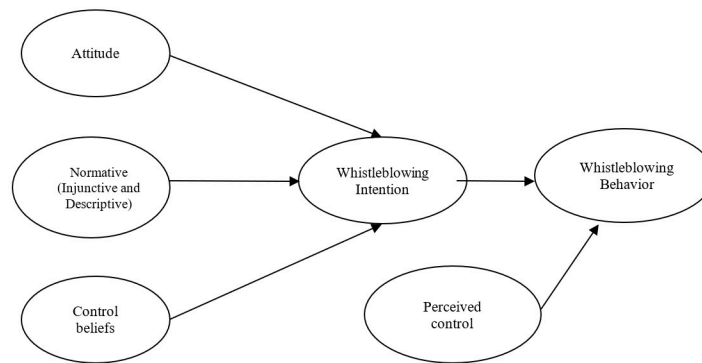 Attitude
Normative
(Injunctive and
Descriptive)
Control
beliefs
Whistleblowing
Intention
Whistleblowing
Behavior
Perceived
control